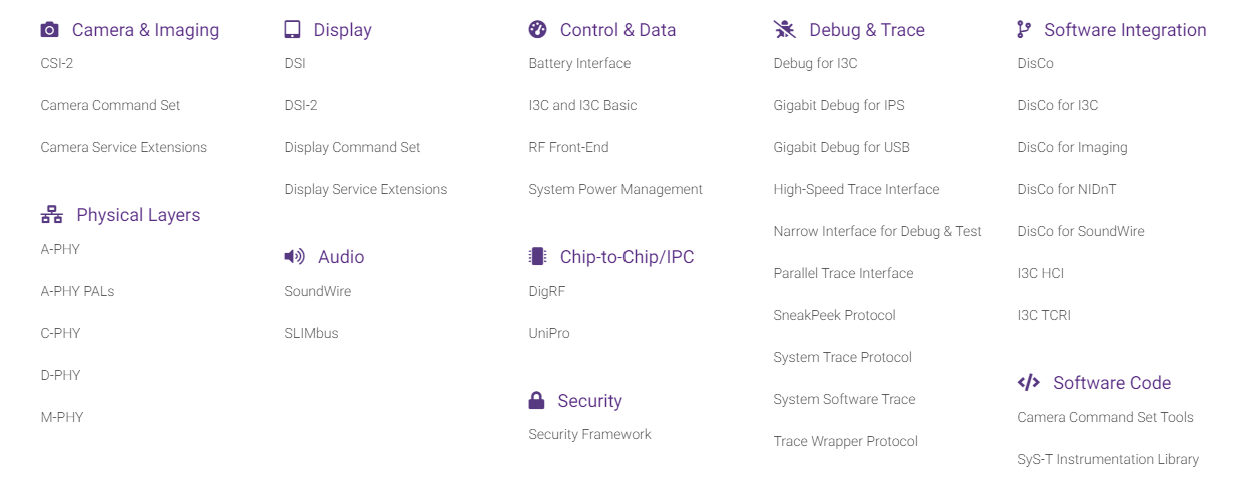 Camera & Imaging
CSI-2
Camera Command Set
Camera Service Extensions
Physical Layers
A-PHY
A-PHY PALs
C-PHY
D-PHY
M-PHY
Display
DSI
DSI-2
Display Command Set
Display Service Extensions
Audio
SoundWire
SLIMbus
Control & Data
Battery Interface
I3C and I3C Basic
RF Front-End
System Power Management
Chip-to-Chip/IPC
DigRF
UniPro
Security
Security Framework
Debug & Trace
Debug for I3C
Gigabit Debug for IPS
Gigabit Debug for USB
High-Speed Trace Interface
Narrow Interface for Debug & Test
Parallel Trace Interface
SneakPeek Protocol
System Trace Protocol
System Software Trace
Trace Wrapper Protocol
Software Integration
DisCo
DisCo for I3C
DisCo for Imaging
DisCo for NIDnT
DisCo for SoundWire
I3C HCI
I3C TCRI
Software Code
Camera Command Set Tools
SyS-T Instrumentation Library